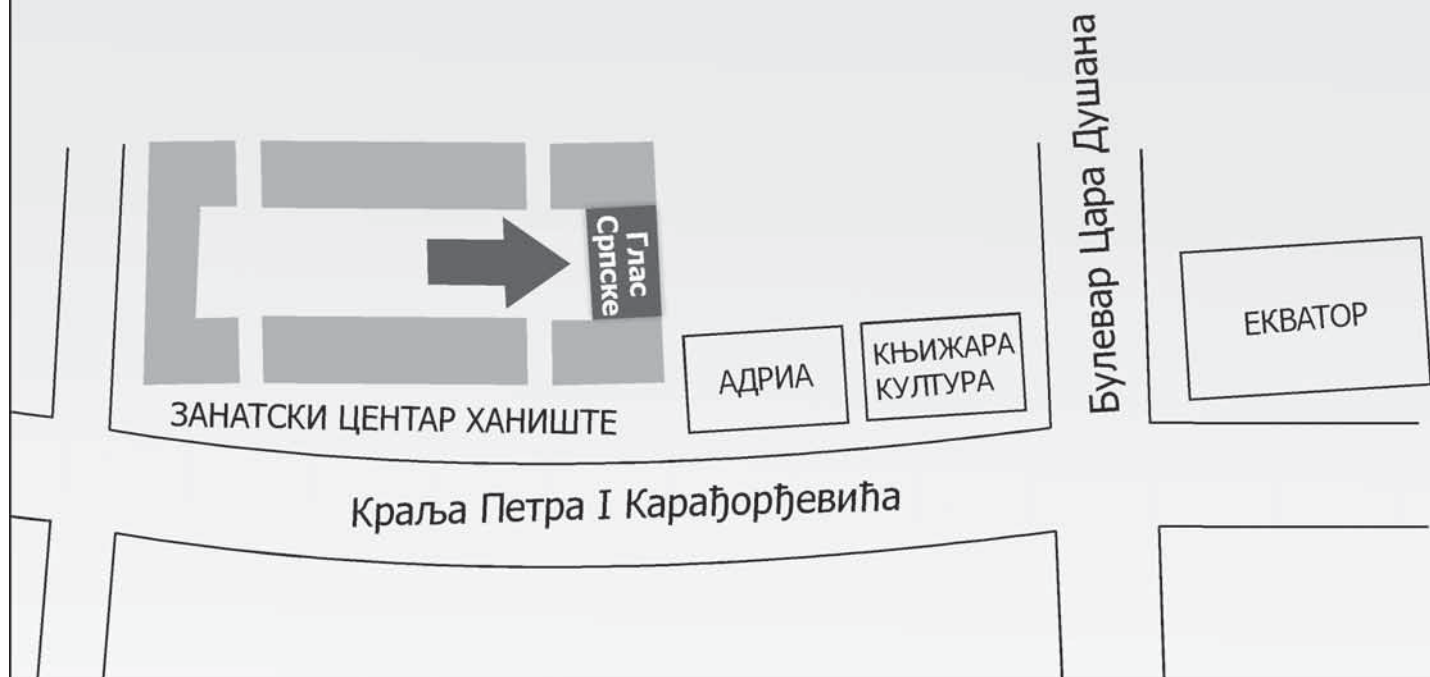 Булевар Цара Душана
Глас
Српске
ЕКВАТОР
АДРИА
КЊИЖАРА
КУЛТУРА
ЗАНАТСКИ ЦЕНТАР ХАНИШТЕ
Краља Петра I Карађорђевића